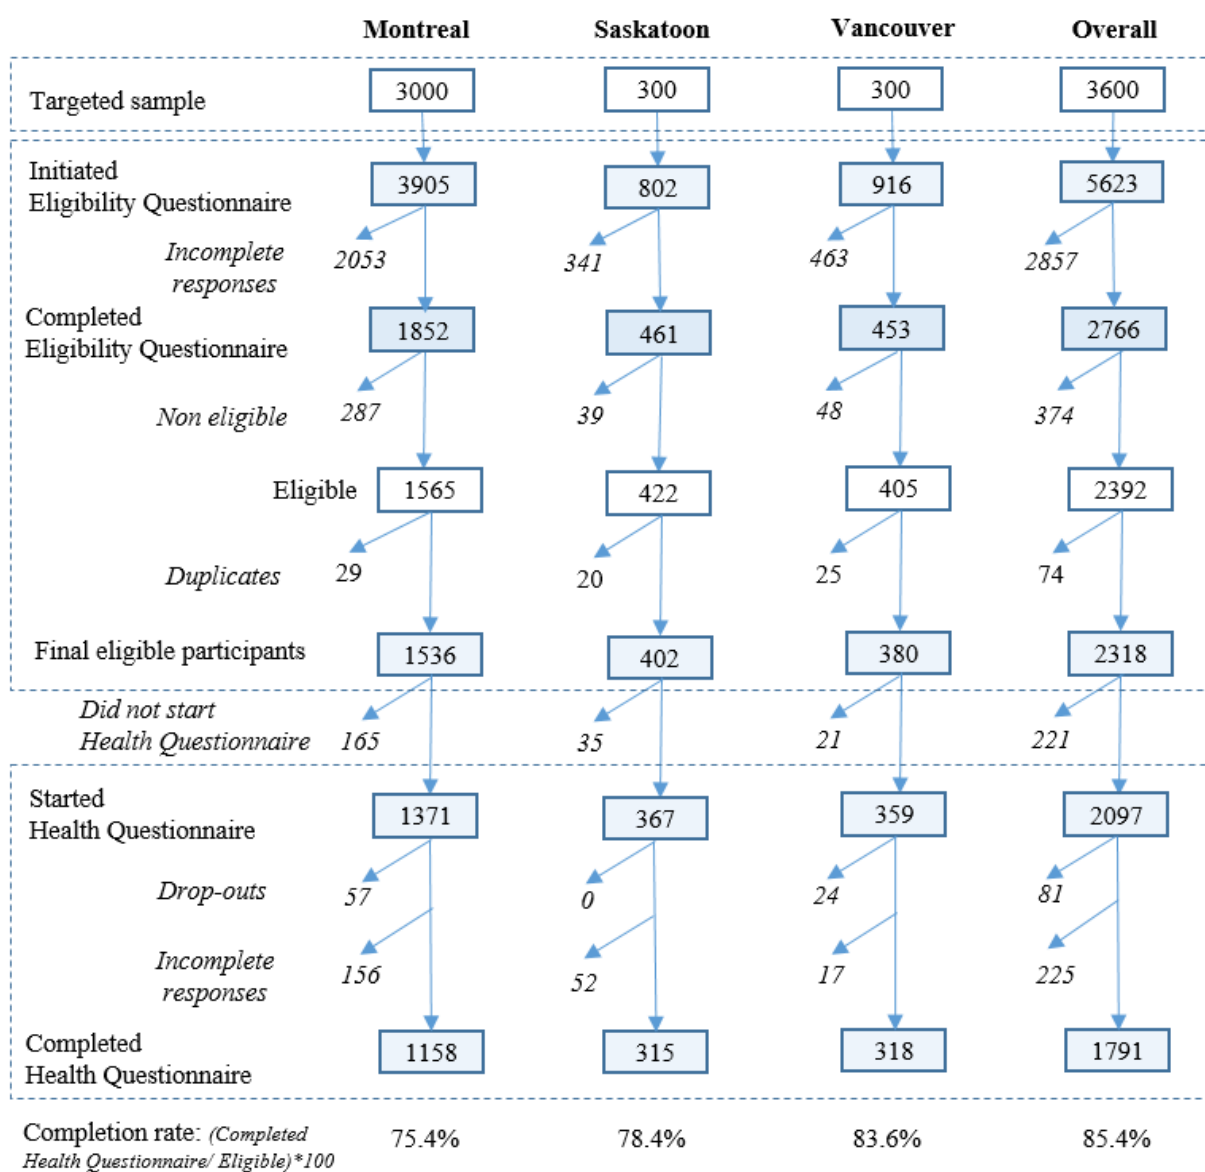 Montreal Saskatoon Vancouver Overall
Targeted sample 3000 300 300 3600
Initiated
Eligibility Questionnaire 3905 802 916 5623
Incomplete
responses 2053 341 463 2857
Completed
Eligibility Questionnaire 1852 461 453 2766
Non eligible 287 39 48 374
Eligible 1565 422 405 2392
Duplicates 29 20 25 74
Final eligible participants 1536 402 380 2318
Did not start
Health Questionnaire 165 35 21 221
Started
Health Questionnaire 1371 367 359 2097
Drop-outs 57 0 24 81
Incomplete
responses 156 52 17 225
Completed
Health Questionnaire 1158 315 318 1791
Completion rate: (Completed 75.4% 78.4% 83.6% 85.4%
Health Questionnaire/ Eligible)*100